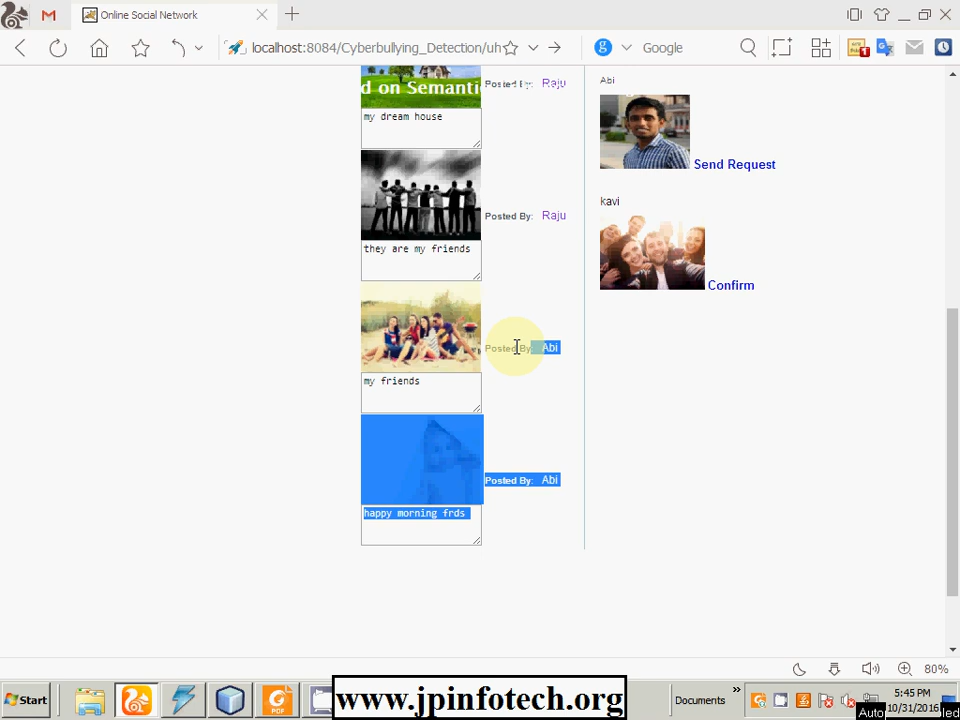 Online Social Network
localhost:8084/Cyberbullying_Detection/uh
Google
d on Semanti
Posted By: Raju
my dream house
Posted By: Raju
they are my friends
Posted By: Abi
my friends
Posted By: Abi
happy morning frds
Abi
Send Request
kavi
Confirm
80%
Start
PDF
www.jpinfotech.org
Documents
5:45 PM
10/31/2016